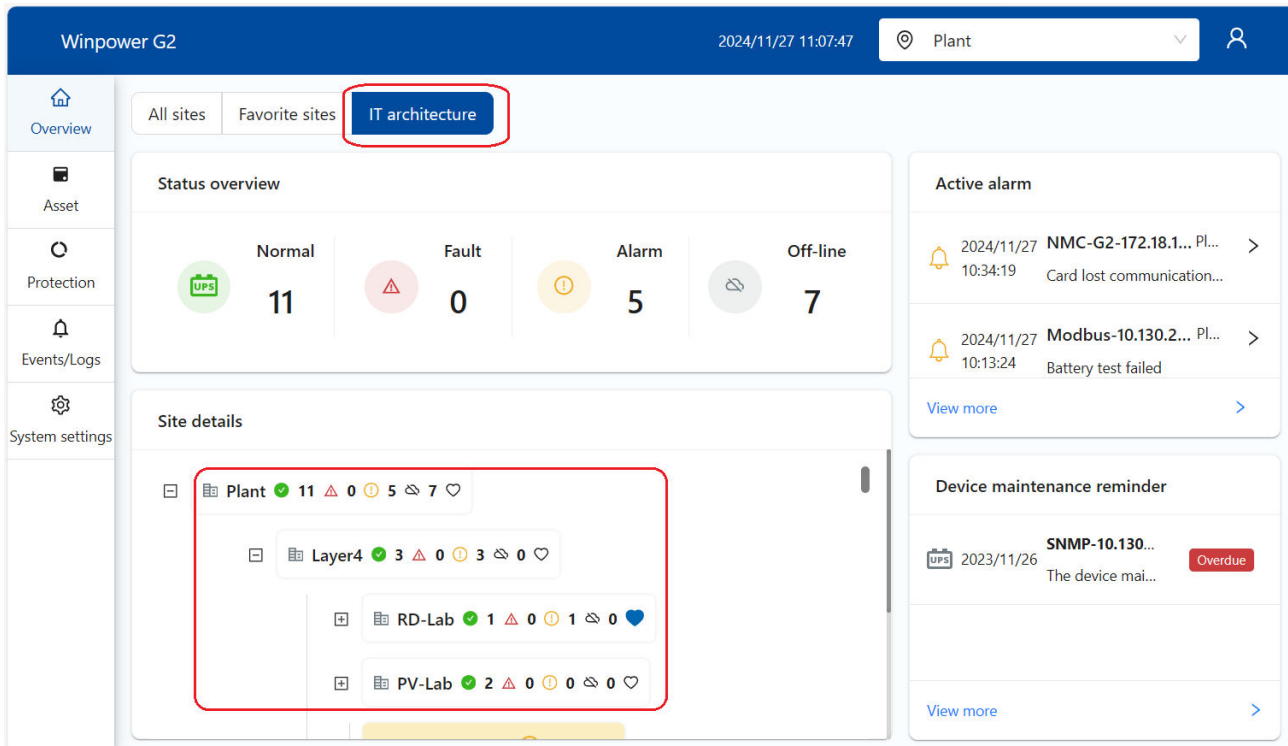 Winpower G2
2024/11/27 11:07:47
Plant
Overview
Asset
Protection
Events/Logs
System settings
All sites
Favorite sites
IT architecture
Status overview
Normal
11
Fault
0
Alarm
5
Off-line
7
Site details
Plant 11 0 5 7
Layer4 3 0 3 0
RD-Lab 1 0 1 0
PV-Lab 2 0 0 0
Active alarm
2024/11/27 NMC-G2-172.18.1... Pl...
10:34:19 Card lost communication...
2024/11/27 Modbus-10.130.2... Pl...
10:13:24 Battery test failed
View more
Device maintenance reminder
UPS 2023/11/26 SNMP-10.130... Overdue
The device mai...
View more